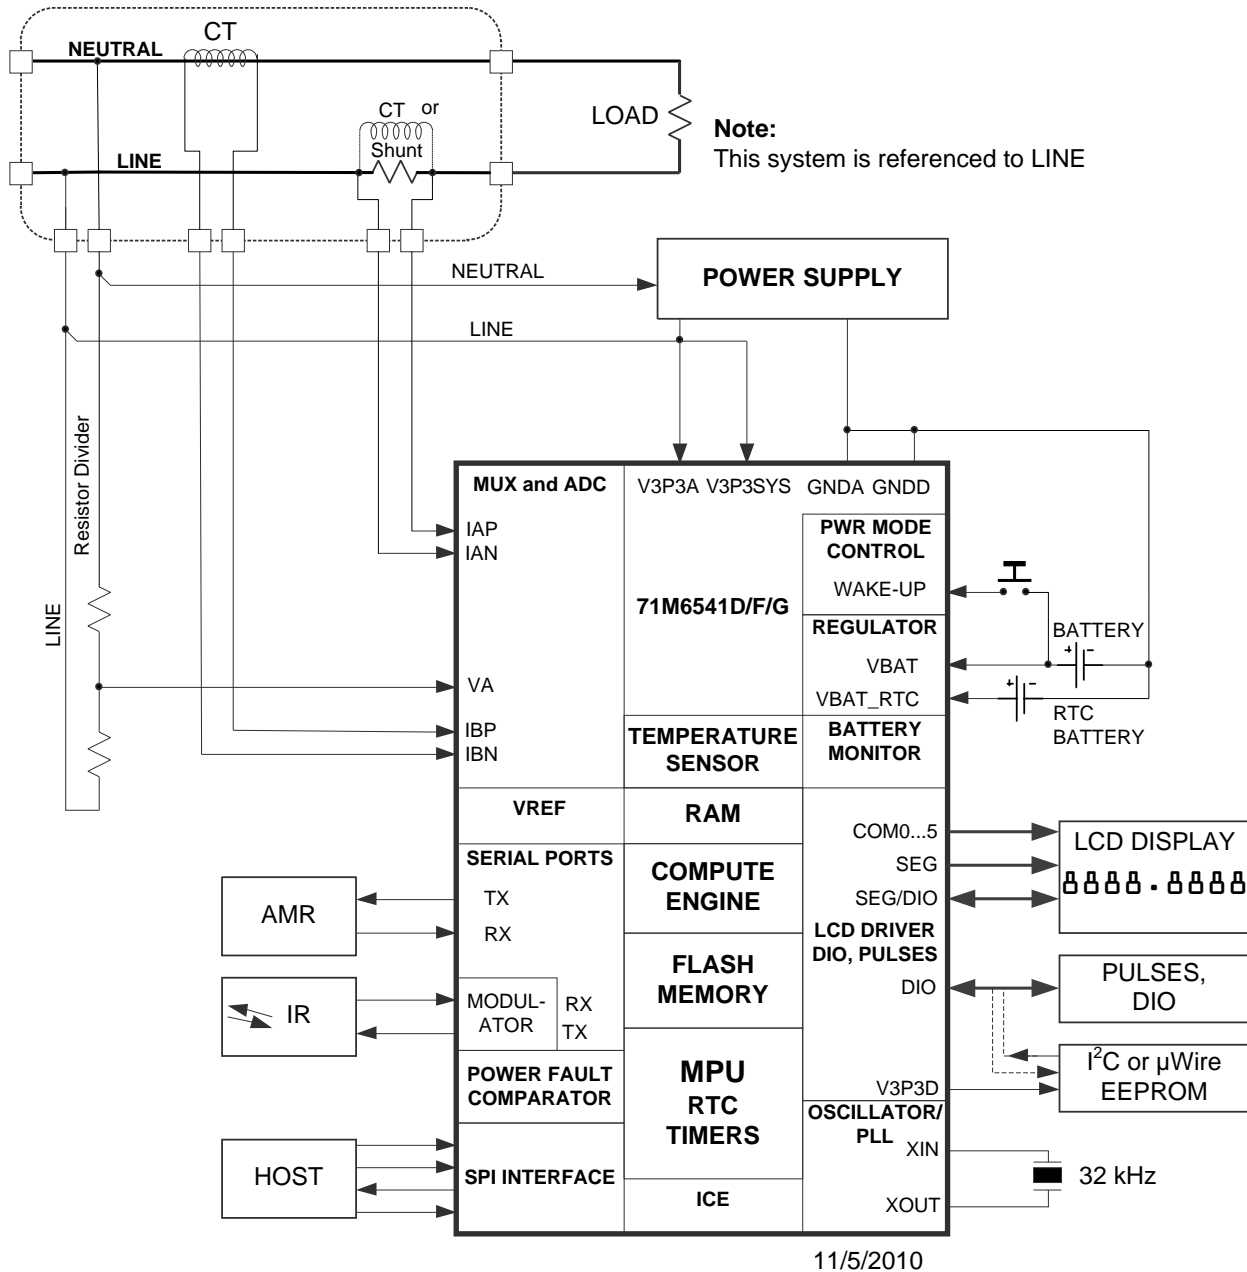 CT
NEUTRAL
CT or
Shunt
LOAD
LINE
Note:
This system is referenced to LINE
NEUTRAL
POWER SUPPLY
LINE
Resistor Divider
LINE
MUX and ADC
V3P3A V3P3SYS GNDA GNDD
IAP
IAN
PWR MODE
CONTROL
WAKE-UP
71M6541D/F/G
REGULATOR
BATTERY
VBAT
VA
VBAT_RTC
RTC
BATTERY
IBP
IBN
TEMPERATURE
SENSOR
BATTERY
MONITOR
VREF
RAM
COM0...5
LCD DISPLAY
SERIAL PORTS
COMPUTE
ENGINE
SEG
SEG/DIO
8888.8888
AMR
TX
RX
LCD DRIVER
DIO, PULSES
FLASH
MEMORY
DIO
PULSES,
DIO
IR
MODUL-
ATOR
RX
TX
MPU
RTC
TIMERS
I²C or µWire
EEPROM
POWER FAULT
COMPARATOR
V3P3D
OSCILLATOR/
PLL
XIN
HOST
SPI INTERFACE
32 kHz
ICE
XOUT
11/5/2010